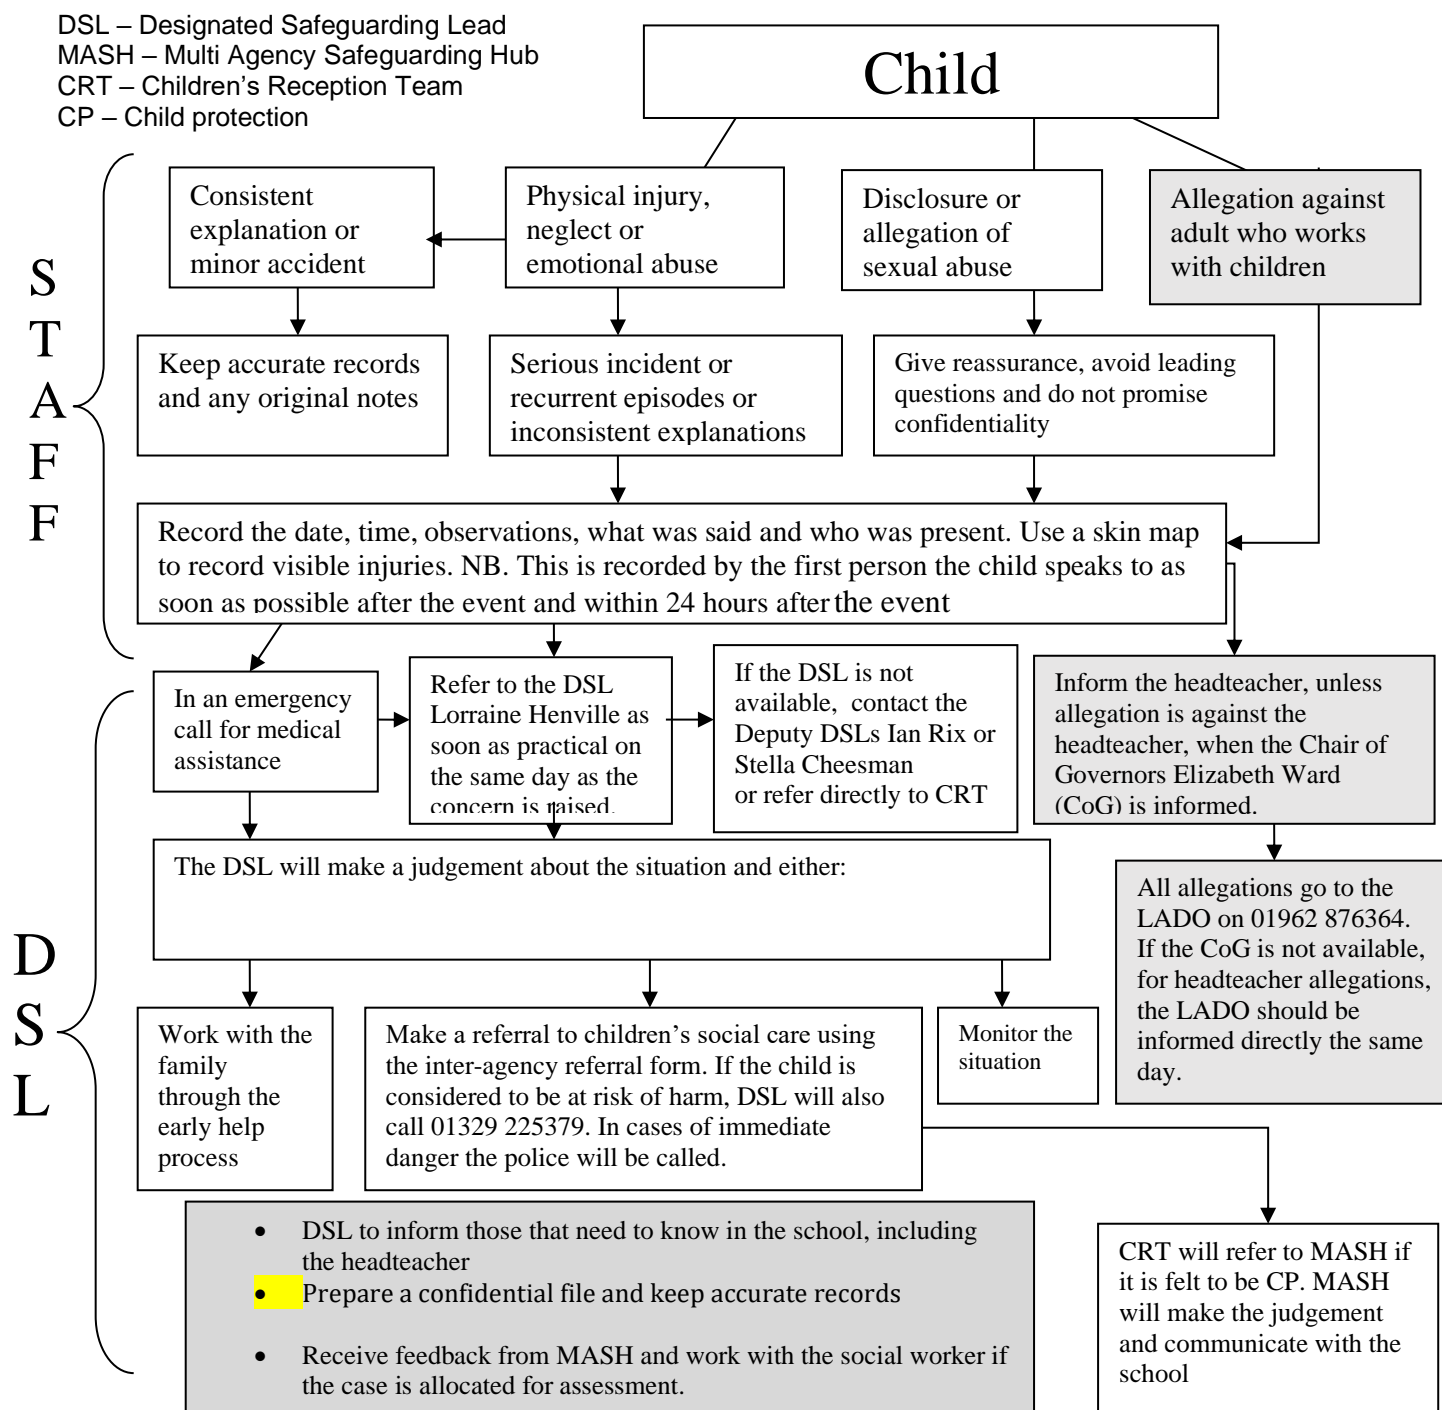 DSL – Designated Safeguarding Lead
MASH – Multi Agency Safeguarding Hub
CRT – Children's Reception Team
CP – Child protection
Child
S
T
A
F
F
Consistent
explanation or
minor accident
Physical injury,
neglect or
emotional abuse
Disclosure or
allegation of
sexual abuse
Allegation against
adult who works
with children
Keep accurate records
and any original notes
Serious incident or
recurrent episodes or
inconsistent explanations
Give reassurance, avoid leading
questions and do not promise
confidentiality
Record the date, time, observations, what was said and who was present. Use a skin map
to record visible injuries. NB. This is recorded by the first person the child speaks to as
soon as possible after the event and within 24 hours after the event
D
S
L
In an emergency
call for medical
assistance
Refer to the DSL
Lorraine Henville as
soon as practical on
the same day as the
concern is raised.
If the DSL is not
available, contact the
Deputy DSLs Ian Rix or
Stella Cheesman
or refer directly to CRT
Inform the headteacher, unless
allegation is against the
headteacher, when the Chair of
Governors Elizabeth Ward
(CoG) is informed.
The DSL will make a judgement about the situation and either:
All allegations go to the
LADO on 01962 876364.
If the CoG is not available,
for headteacher allegations,
the LADO should be
informed directly the same
day.
Work with the
family
through the
early help
process
Make a referral to children's social care using
the inter-agency referral form. If the child is
considered to be at risk of harm, DSL will also
call 01329 225379. In cases of immediate
danger the police will be called.
Monitor the
situation
• DSL to inform those that need to know in the school, including
the headteacher
• Prepare a confidential file and keep accurate records
• Receive feedback from MASH and work with the social worker if
the case is allocated for assessment.
CRT will refer to MASH if
it is felt to be CP. MASH
will make the judgement
and communicate with the
school